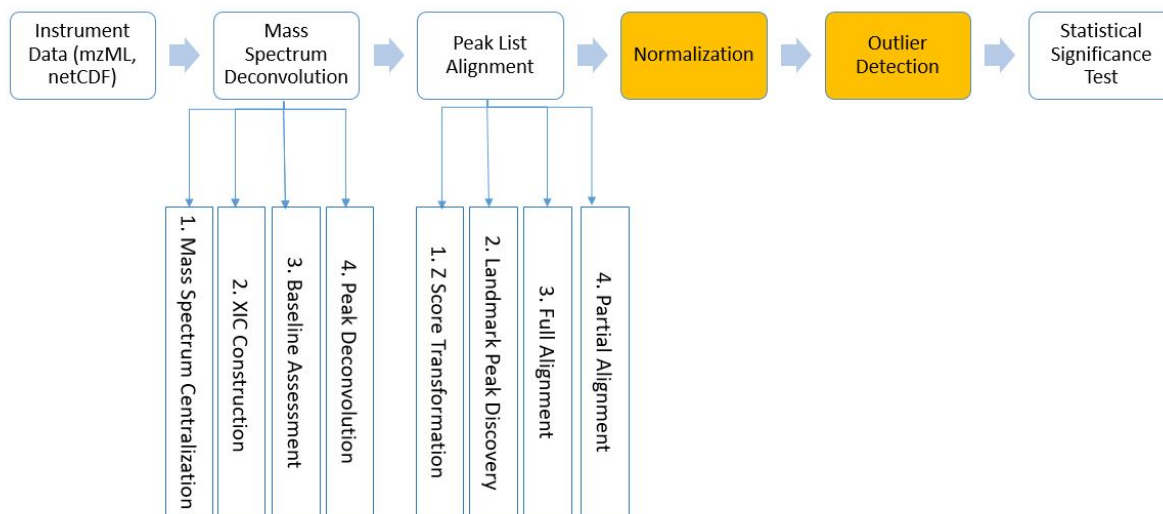 Instrument
Data (mzML,
netCDF)
Mass
Spectrum
Deconvolution
Peak List
Alignment
Normalization
Outlier
Detection
Statistical
Significance
Test
1. Mass Spectrum Centralization
2. XIC Construction
3. Baseline Assessment
4. Peak Deconvolution
1. Z Score Transformation
2. Landmark Peak Discovery
3. Full Alignment
4. Partial Alignment